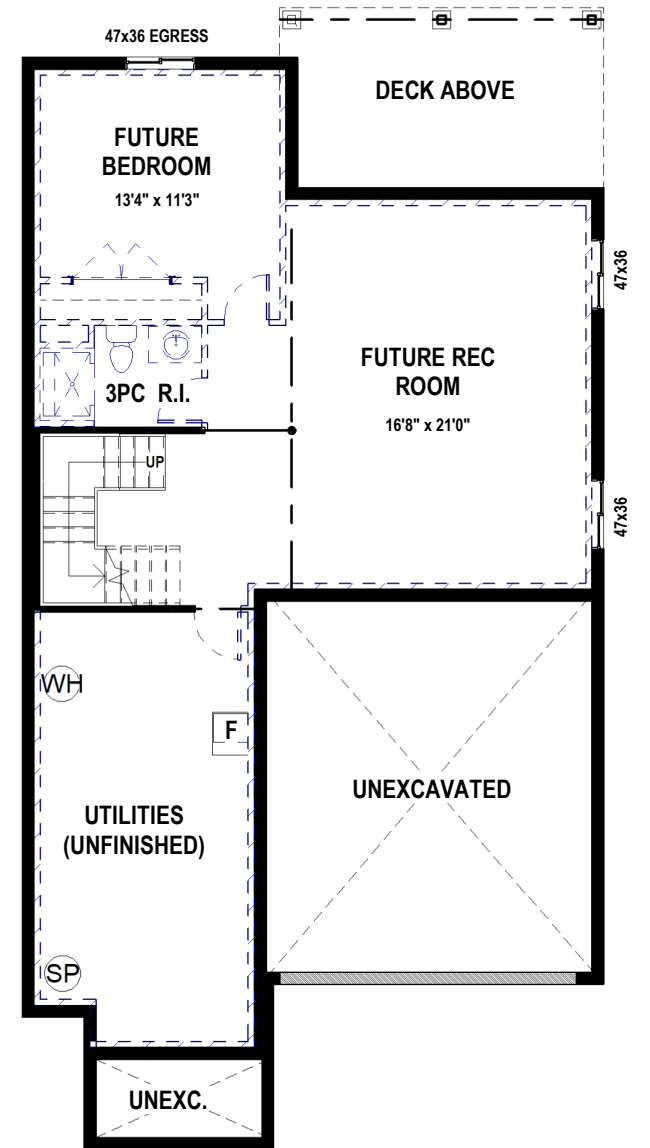 47x36 EGRESS
DECK ABOVE
FUTURE
BEDROOM
13'4" x 11'3"
47x36
FUTURE REC
ROOM
16'8" x 21'0"
3PC R.I.
UP
47x36
WH
F
UNEXCAVATED
UTILITIES
(UNFINISHED)
SP
UNEXC.